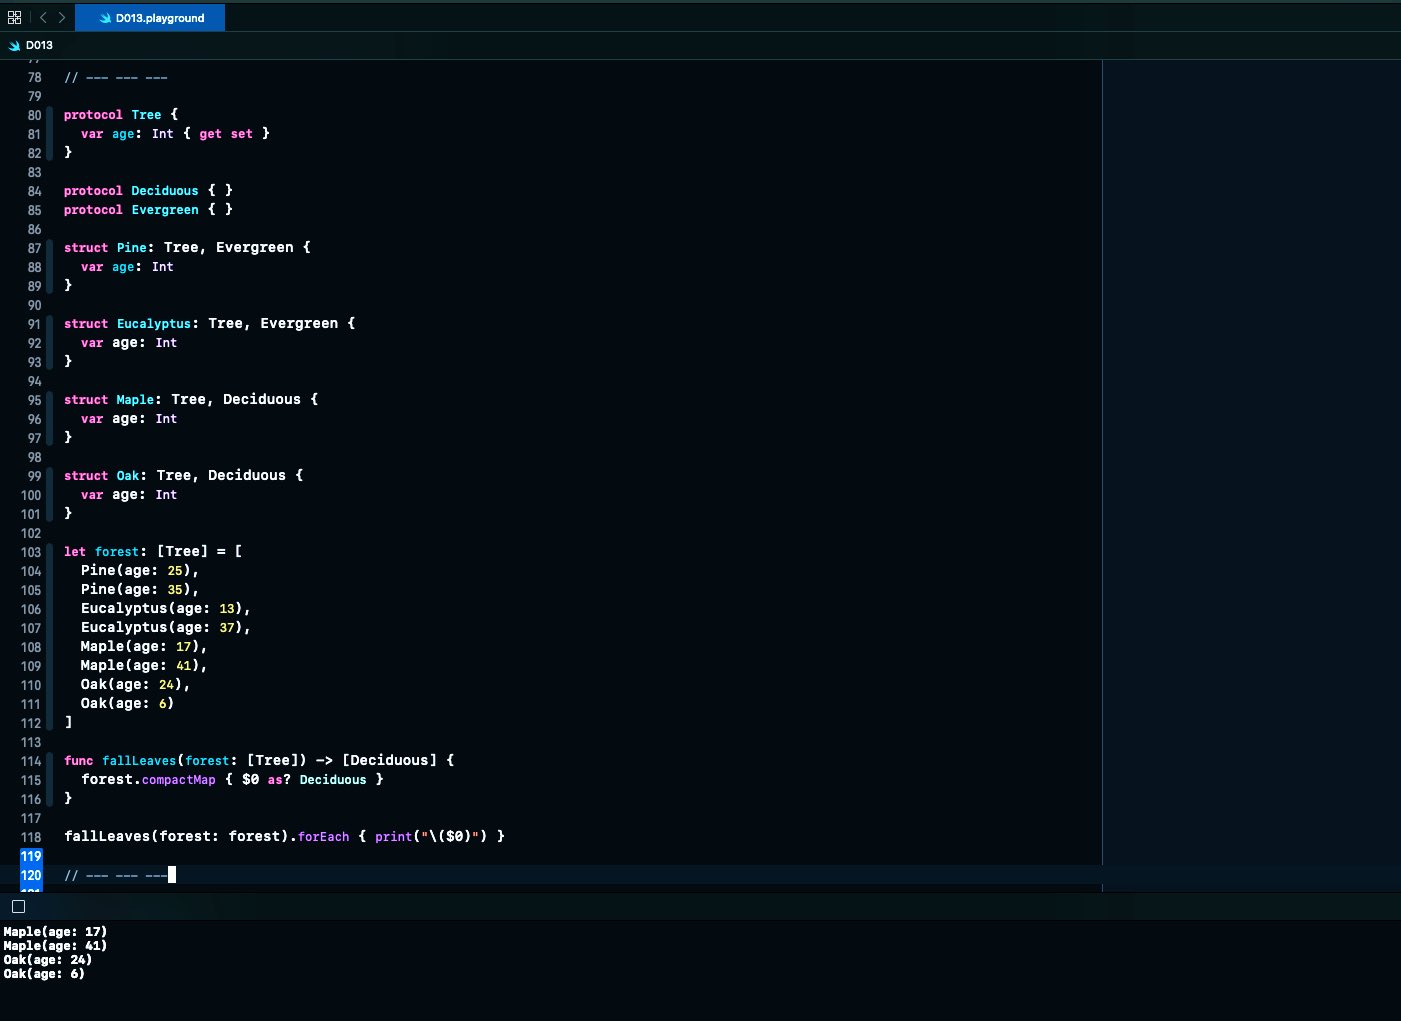 D013.playground
D013
78 // --- --- ---
79
80 protocol Tree {
81   var age: Int { get set }
82 }
83
84 protocol Deciduous { }
85 protocol Evergreen { }
86
87 struct Pine: Tree, Evergreen {
88   var age: Int
89 }
90
91 struct Eucalyptus: Tree, Evergreen {
92   var age: Int
93 }
94
95 struct Maple: Tree, Deciduous {
96   var age: Int
97 }
98
99 struct Oak: Tree, Deciduous {
100   var age: Int
101 }
102
103 let forest: [Tree] = [
104   Pine(age: 25),
105   Pine(age: 35),
106   Eucalyptus(age: 13),
107   Eucalyptus(age: 37),
108   Maple(age: 17),
109   Maple(age: 41),
110   Oak(age: 24),
111   Oak(age: 6)
112 ]
113
114 func fallLeaves(forest: [Tree]) -> [Deciduous] {
115   forest.compactMap { $0 as? Deciduous }
116 }
117
118 fallLeaves(forest: forest).forEach { print("\($0)") }
119
120 // --- --- ---
Maple(age: 17)
Maple(age: 41)
Oak(age: 24)
Oak(age: 6)